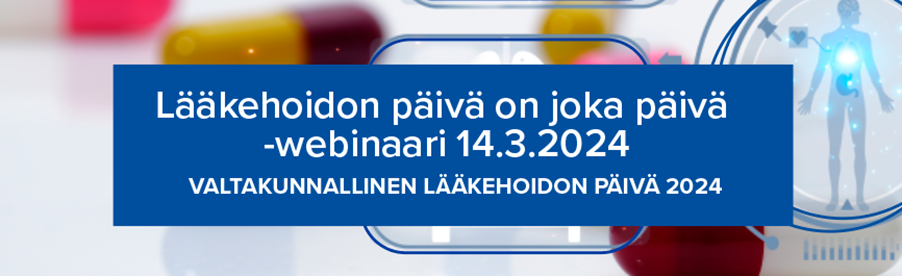 Lääkehoidon päivä on joka päivä
-webinaari 14.3.2024
VALTAKUNNALLINEN LÄÄKEHOIDON PÄIVÄ 2024